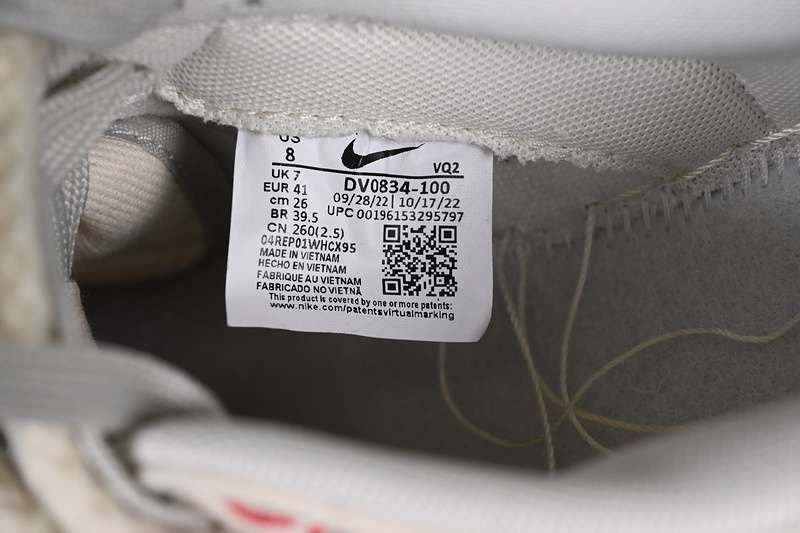 US
8
VQ2
UK 7
DV0834-100
EUR 41
09/28/22| 10/17/22
cm 26
UPC 00196153295797
BR 39.5
CN 260(2.5)
04REP01WHCX95
MADE IN VIETNAM
HECHO EN VIETNAM
FABRIQUE AU VIETNAM
FABRICADO NO VIETNÃ
This product is covered by one or more patents:
www.nike.com/patentsvirtualmarking